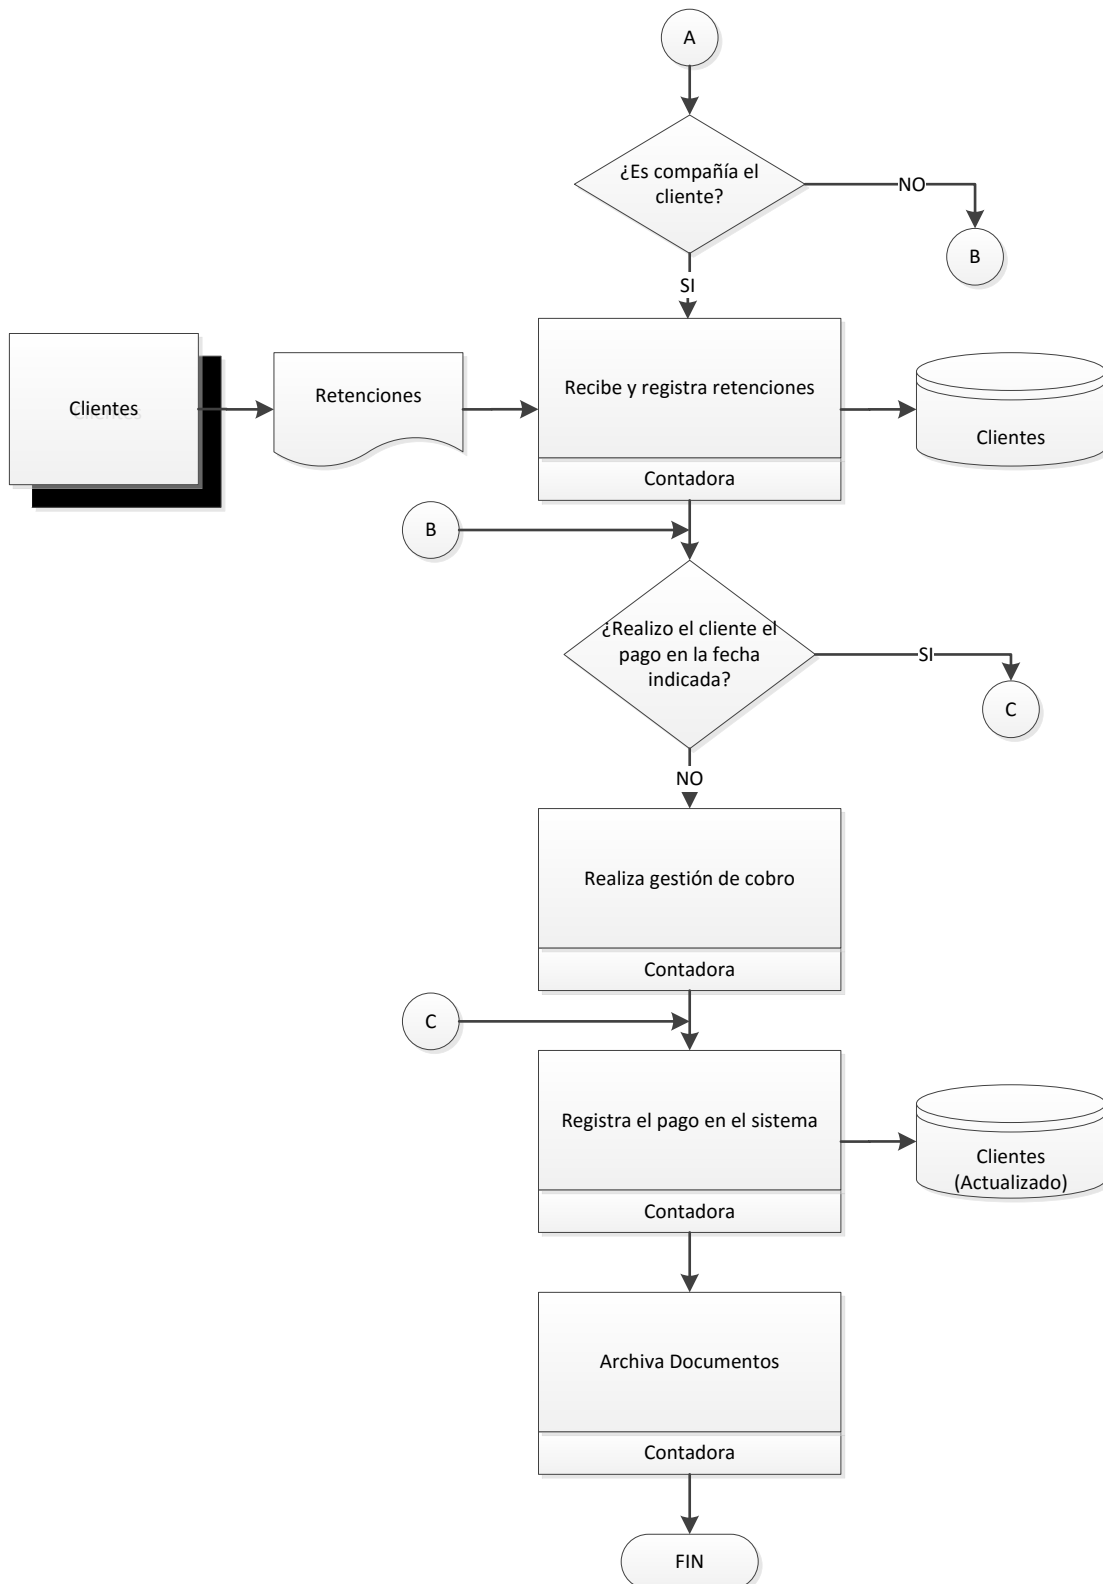 A
¿Es compañía el
cliente?
NO
B
SI
Clientes
Retenciones
Recibe y registra retenciones
Clientes
Contadora
B
¿Realizo el cliente el
pago en la fecha
indicada?
SI
C
NO
Realiza gestión de cobro
Contadora
C
Registra el pago en el sistema
Clientes
(Actualizado)
Contadora
Archiva Documentos
Contadora
FIN